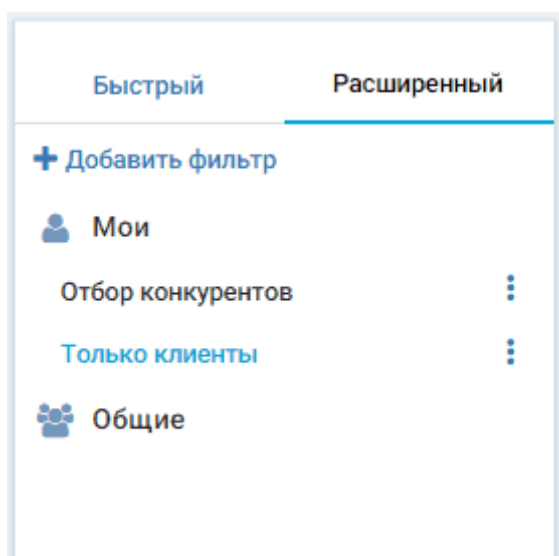 Быстрый Расширенный
Добавить фильтр
Мои
Отбор конкурентов
Только клиенты
Общие